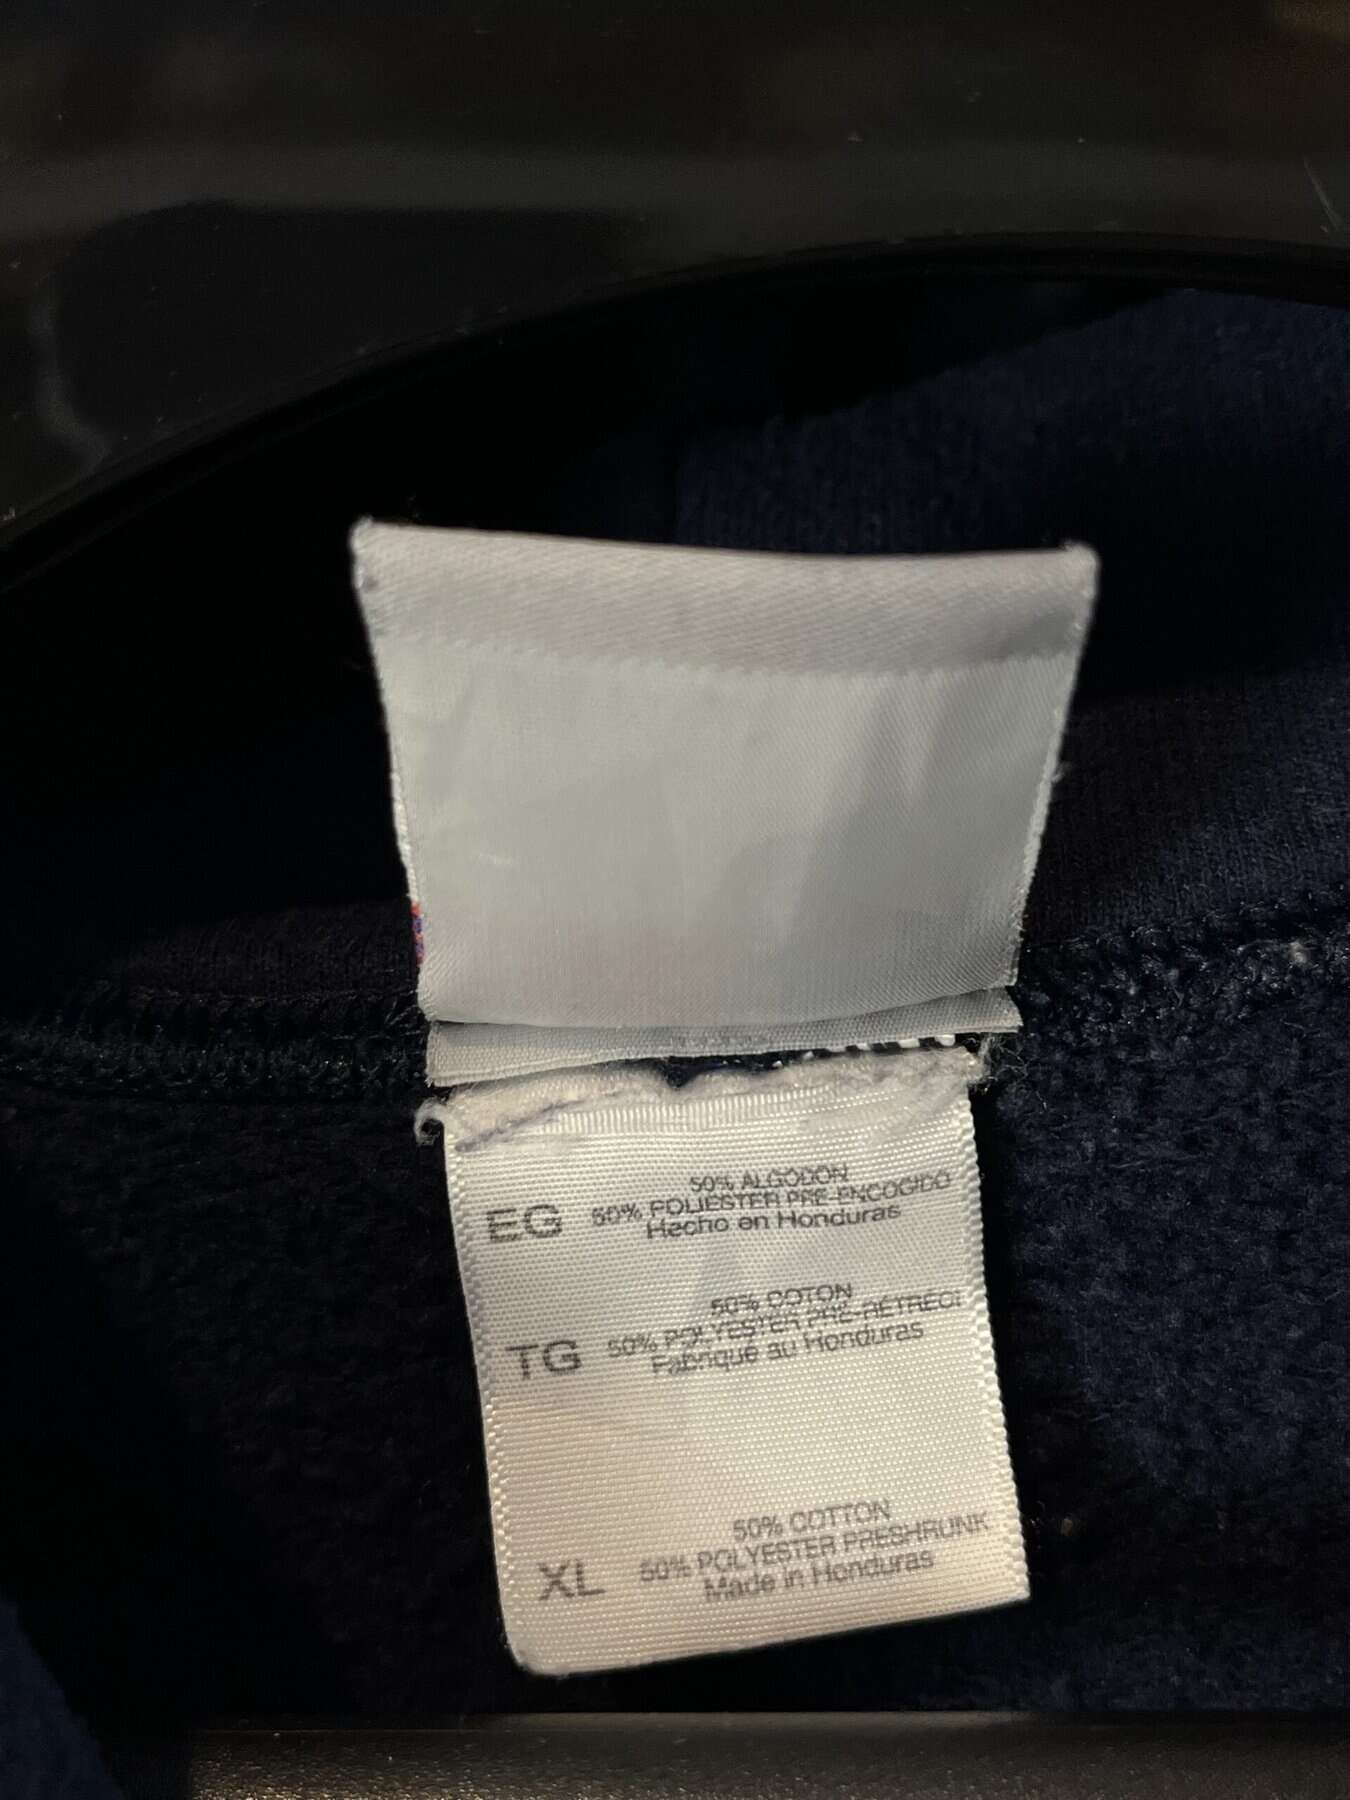 50% ALGODON
EG 50% POLIESTER PRE-ENCOGIDO
Hecho en Honduras
50% COTON
TG 50% POLYESTER PRÉ-RÉTRÉCI
Fabriqué au Honduras
50% COTTON
XL 50% POLYESTER PRESHRUNK
Made in Honduras